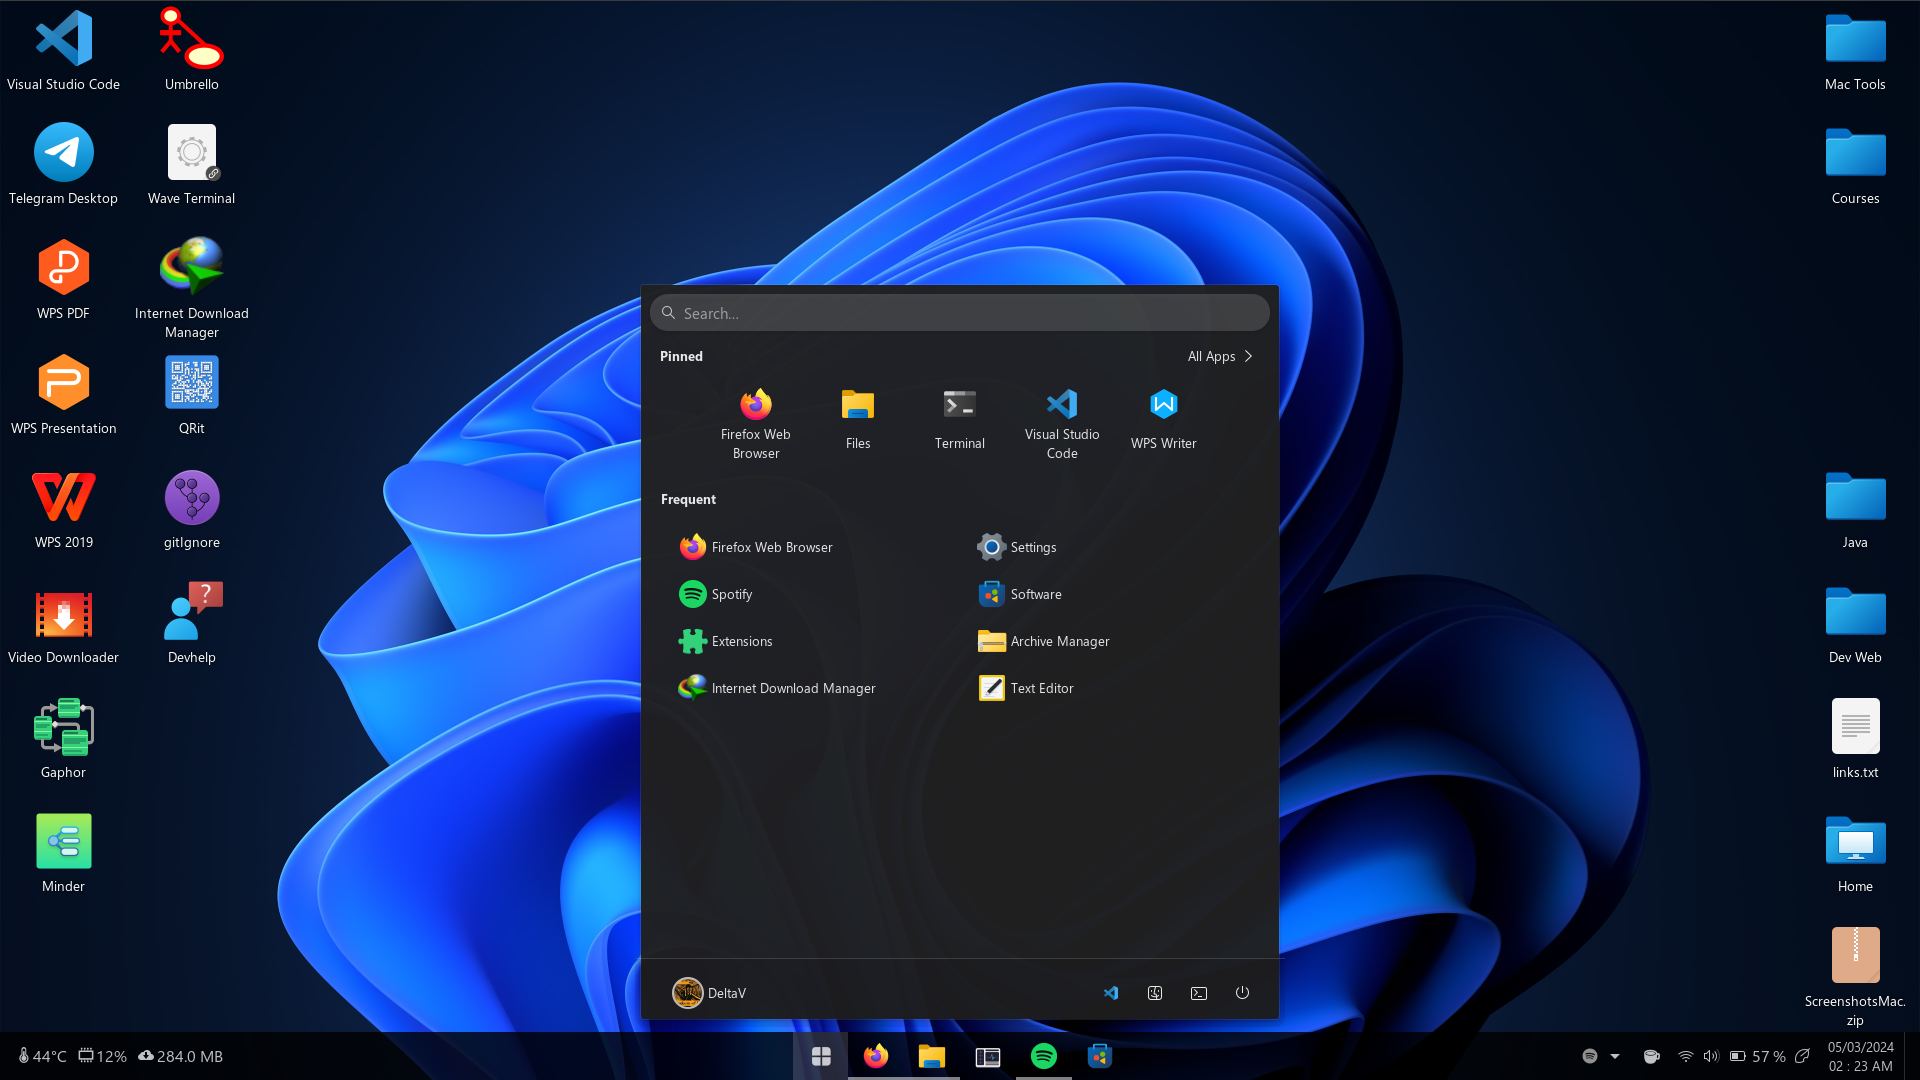 Visual Studio Code
Umbrello
Telegram Desktop
Wave Terminal
WPS PDF
Internet Download
Manager
WPS Presentation
QRit
WPS 2019
gitIgnore
Video Downloader
Devhelp
Gaphor
Minder
Search...
Pinned
All Apps
Firefox Web
Browser
Files
Terminal
Visual Studio
Code
WPS Writer
Frequent
Firefox Web Browser
Settings
Spotify
Software
Extensions
Archive Manager
Internet Download Manager
Text Editor
DeltaV
Mac Tools
Courses
Java
Dev Web
links.txt
Home
ScreenshotsMac.
zip
44°C 12% 284.0 MB
57 %
05/03/2024
02 : 23 AM